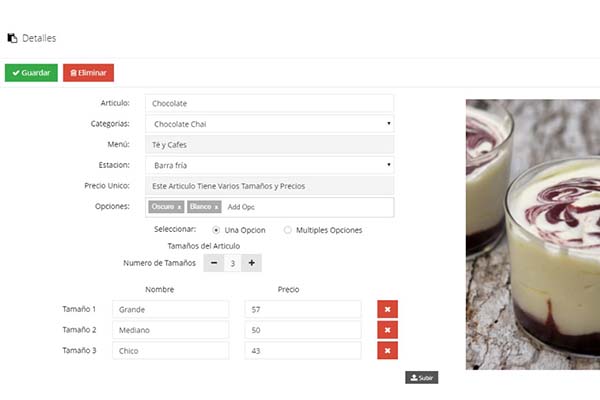 Detalles
Guardar Eliminar
Articulo: Chocolate
Categorias: Chocolate Chai
Menú: Té y Cafes
Estacion: Barra fría
Precio Unico: Este Articulo Tiene Varios Tamaños y Precios
Opciones: Oscuro x Blanco x Add Opc
Seleccionar: Una Opcion Multiples Opciones
Tamaños del Articulo
Numero de Tamaños − 3 +
Nombre Precio
Tamaño 1 Grande 57
Tamaño 2 Mediano 50
Tamaño 3 Chico 43
Subir